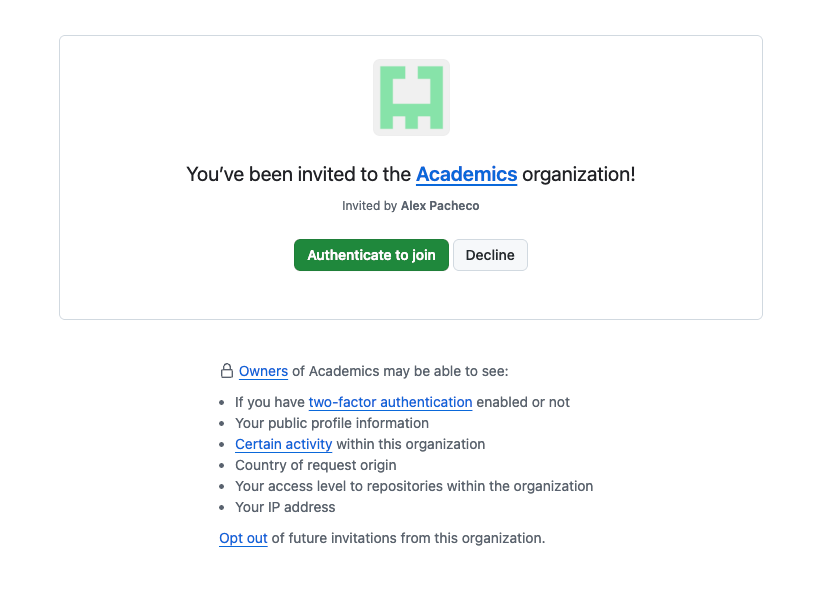 You’ve been invited to the Academics organization!
Invited by Alex Pacheco
Authenticate to join
Decline
Owners of Academics may be able to see:
• If you have two-factor authentication enabled or not
• Your public profile information
• Certain activity within this organization
• Country of request origin
• Your access level to repositories within the organization
• Your IP address
Opt out of future invitations from this organization.